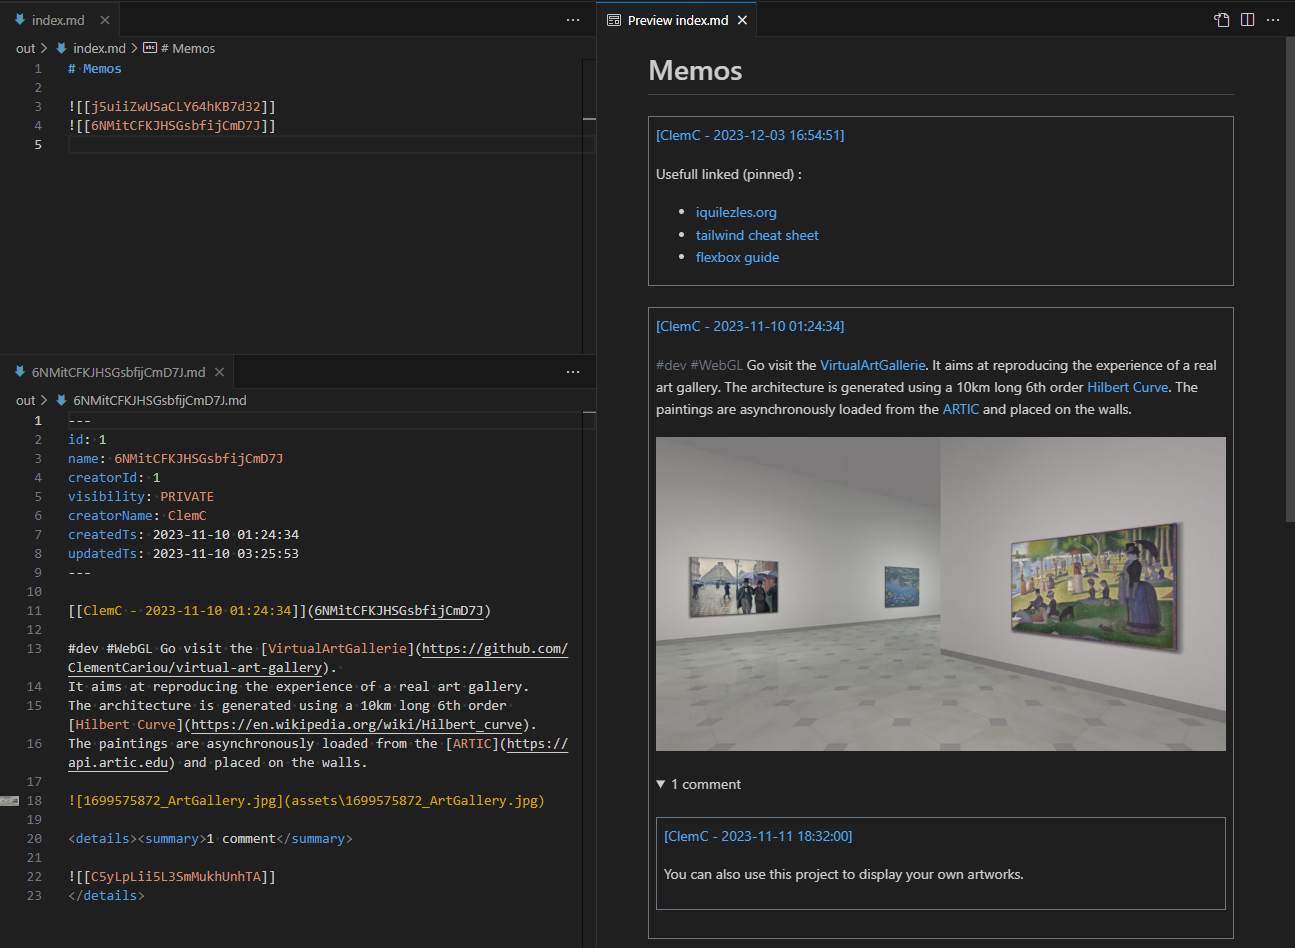 index.md
out > index.md > # Memos
1 # Memos
2
3 ![[j5uiiZwUSaCLY64hKB7d32]]
4 ![[6NMitCFKJHSGsbfijCmD7J]]
5
6NMitCFKJHSGsbfijCmD7J.md
out > 6NMitCFKJHSGsbfijCmD7J.md
1 ---
2 id: 1
3 name: 6NMitCFKJHSGsbfijCmD7J
4 creatorId: 1
5 visibility: PRIVATE
6 creatorName: ClemC
7 createdTs: 2023-11-10 01:24:34
8 updatedTs: 2023-11-10 03:25:53
9 ---
10
11 [[ClemC - 2023-11-10 01:24:34]](6NMitCFKJHSGsbfijCmD7J)
12
13 #dev #WebGL Go visit the [VirtualArtGallerie](https://github.com/
ClementCariou/virtual-art-gallery).
14 It aims at reproducing the experience of a real art gallery.
15 The architecture is generated using a 10km long 6th order
[Hilbert Curve](https://en.wikipedia.org/wiki/Hilbert_curve).
16 The paintings are asynchronously loaded from the [ARTIC](https://
api.artic.edu) and placed on the walls.
17
18 ![1699575872_ArtGallery.jpg](assets\1699575872_ArtGallery.jpg)
19
20 <details><summary>1 comment</summary>
21
22 ![[C5yLpLii5L3SmMukhUnhTA]]
23 </details>
Preview index.md
Memos
[ClemC - 2023-12-03 16:54:51]
Usefull linked (pinned) :
• iquilezles.org
• tailwind cheat sheet
• flexbox guide
[ClemC - 2023-11-10 01:24:34]
#dev #WebGL Go visit the VirtualArtGallerie. It aims at reproducing the experience of a real
art gallery. The architecture is generated using a 10km long 6th order Hilbert Curve. The
paintings are asynchronously loaded from the ARTIC and placed on the walls.
▼ 1 comment
[ClemC - 2023-11-11 18:32:00]
You can also use this project to display your own artworks.